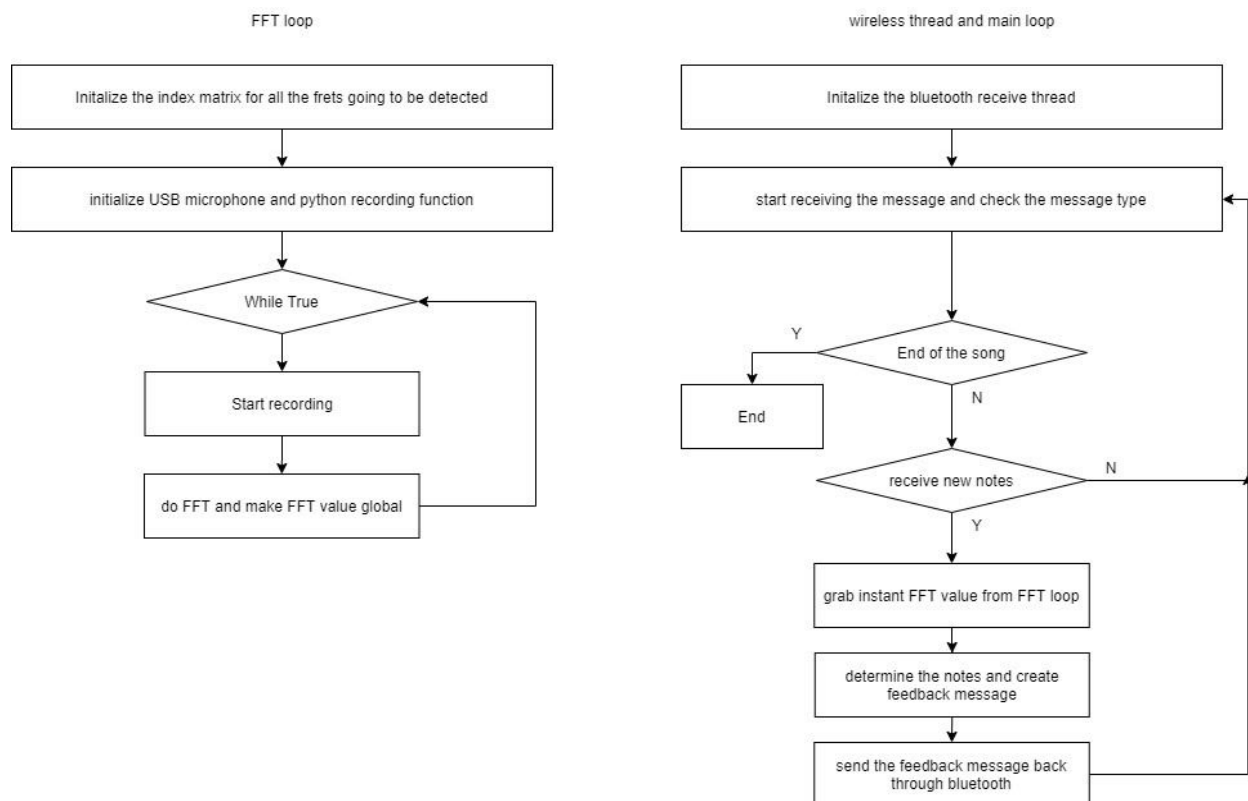 FFT loop
Initalize the index matrix for all the frets going to be detected
initialize USB microphone and python recording function
While True
Start recording
do FFT and make FFT value global
wireless thread and main loop
Initalize the bluetooth receive thread
start receiving the message and check the message type
Y
End of the song
End
N
receive new notes
N
Y
grab instant FFT value from FFT loop
determine the notes and create
feedback message
send the feedback message back
through bluetooth